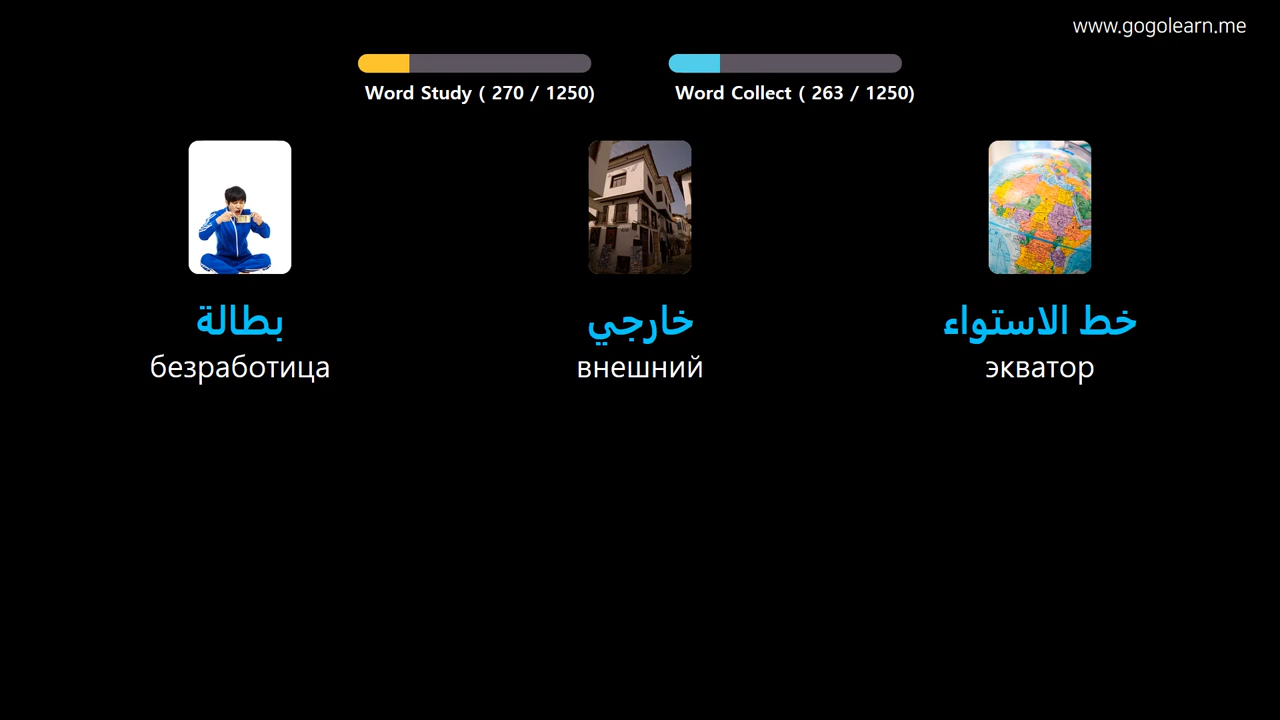 www.gogolearn.me
Word Study ( 270 / 1250)
Word Collect ( 263 / 1250)
بطالة
безработица
خارجي
внешний
خط الاستواء
экватор